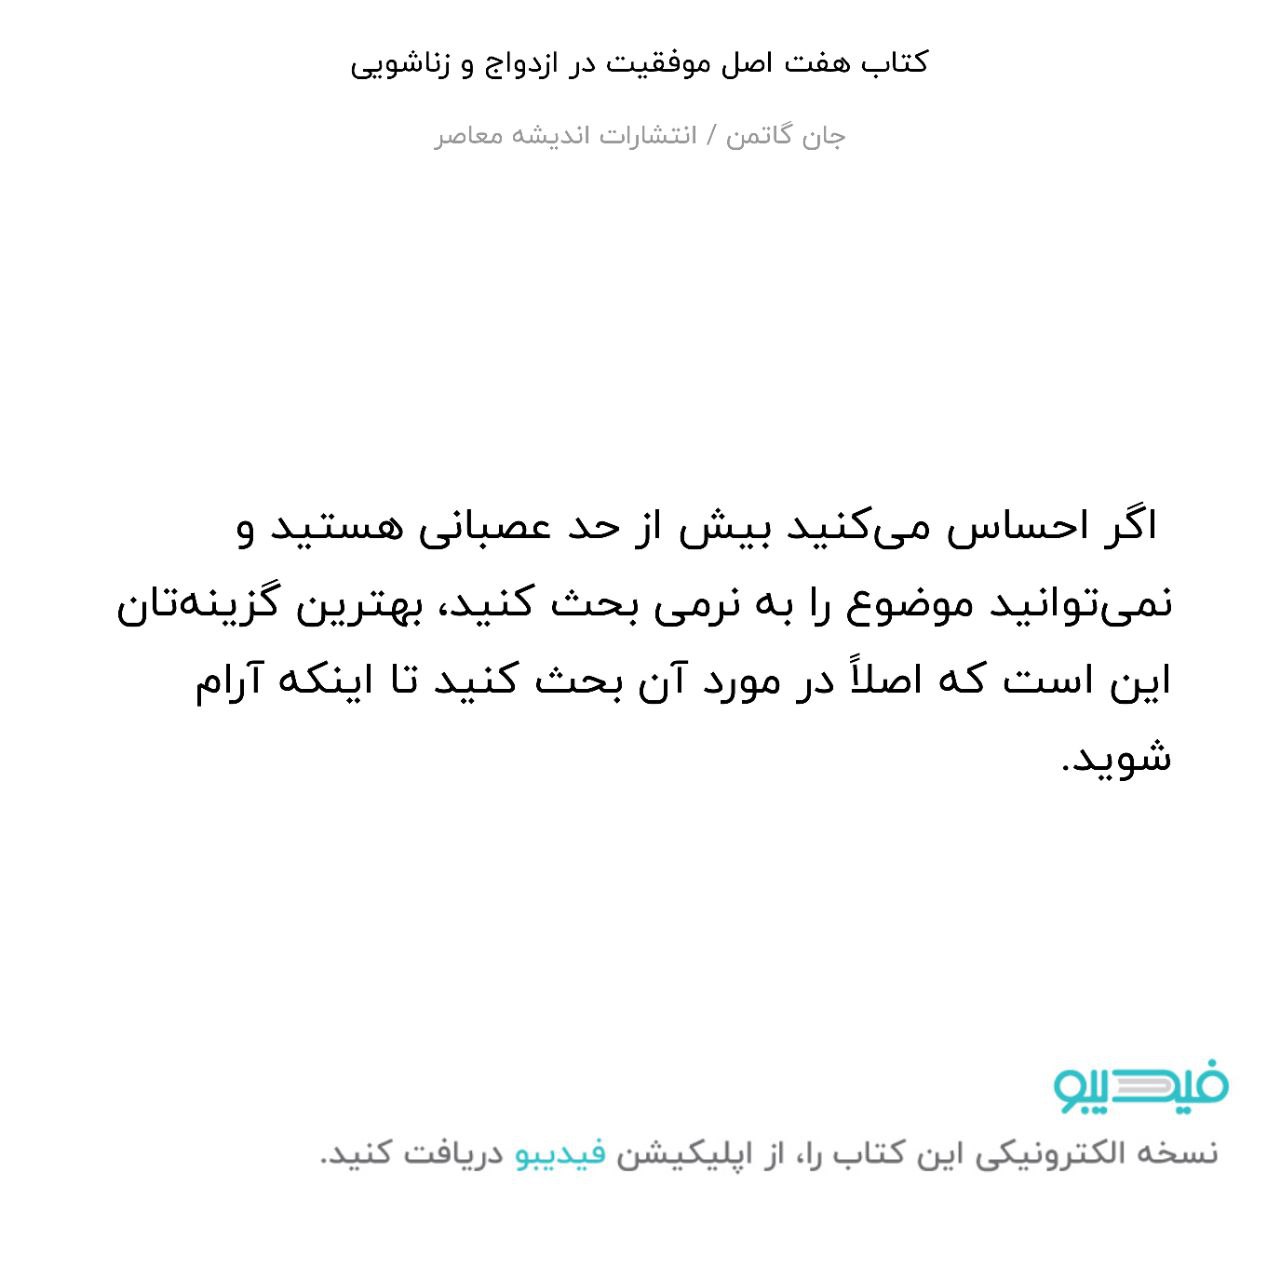 کتاب هفت اصل موفقیت در ازدواج و زناشویی
جان گاتمن / انتشارات اندیشه معاصر
اگر احساس می‌کنید بیش از حد عصبانی هستید و
نمی‌توانید موضوع را به نرمی بحث کنید، بهترین گزینه‌تان
این است که اصلاً در مورد آن بحث کنید تا اینکه آرام
شوید.
فیدیبو
نسخه الکترونیکی این کتاب را، از اپلیکیشن فیدیبو دریافت کنید.